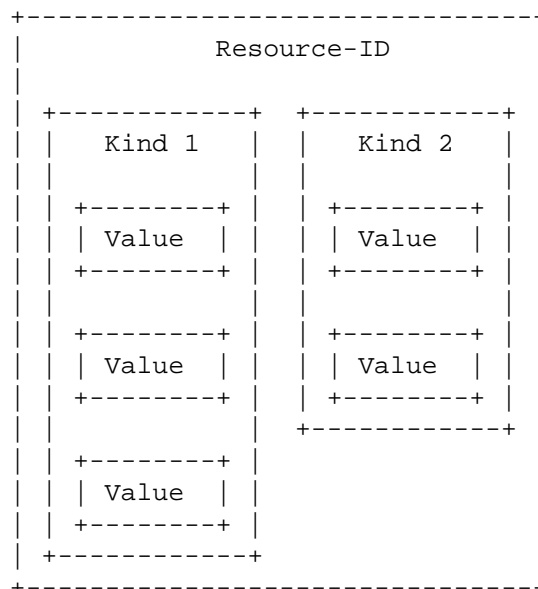 Resource-ID
Kind 1 Kind 2
Value Value
Value Value
Value